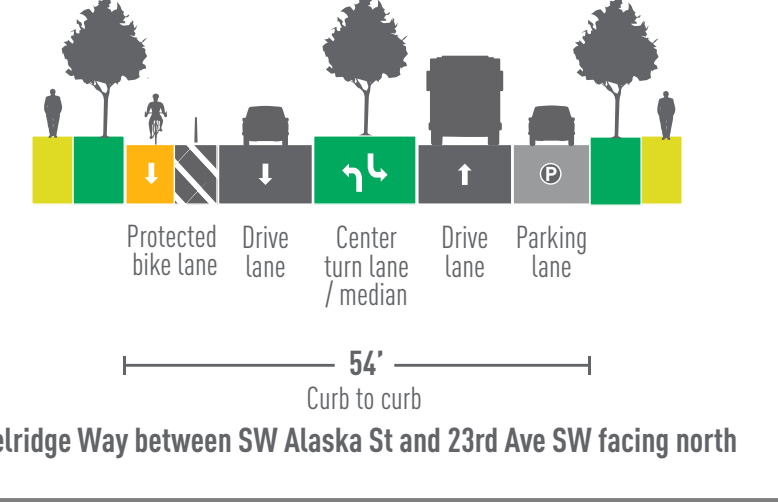 P
Protected bike lane
Drive lane
Center turn lane / median
Drive lane
Parking lane
54'
Curb to curb
elridge Way between SW Alaska St and 23rd Ave SW facing north